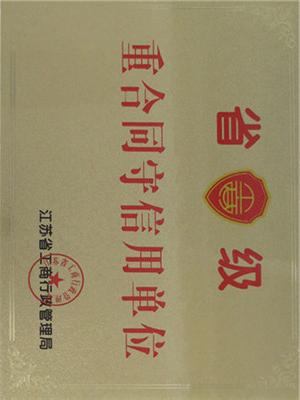 省级
重合同守信用单位
江苏省工商行政管理局